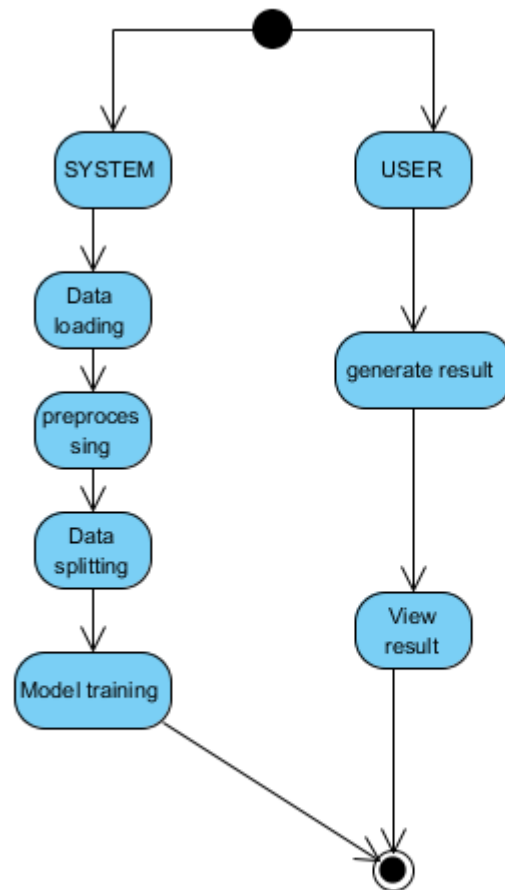 SYSTEM
USER
Data
loading
generate result
preproces
sing
Data
splitting
View
result
Model training